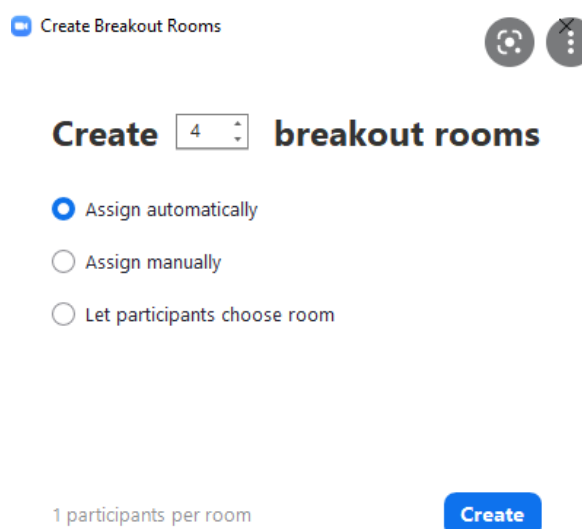 Create Breakout Rooms
Create 4 breakout rooms
Assign automatically
Assign manually
Let participants choose room
1 participants per room
Create